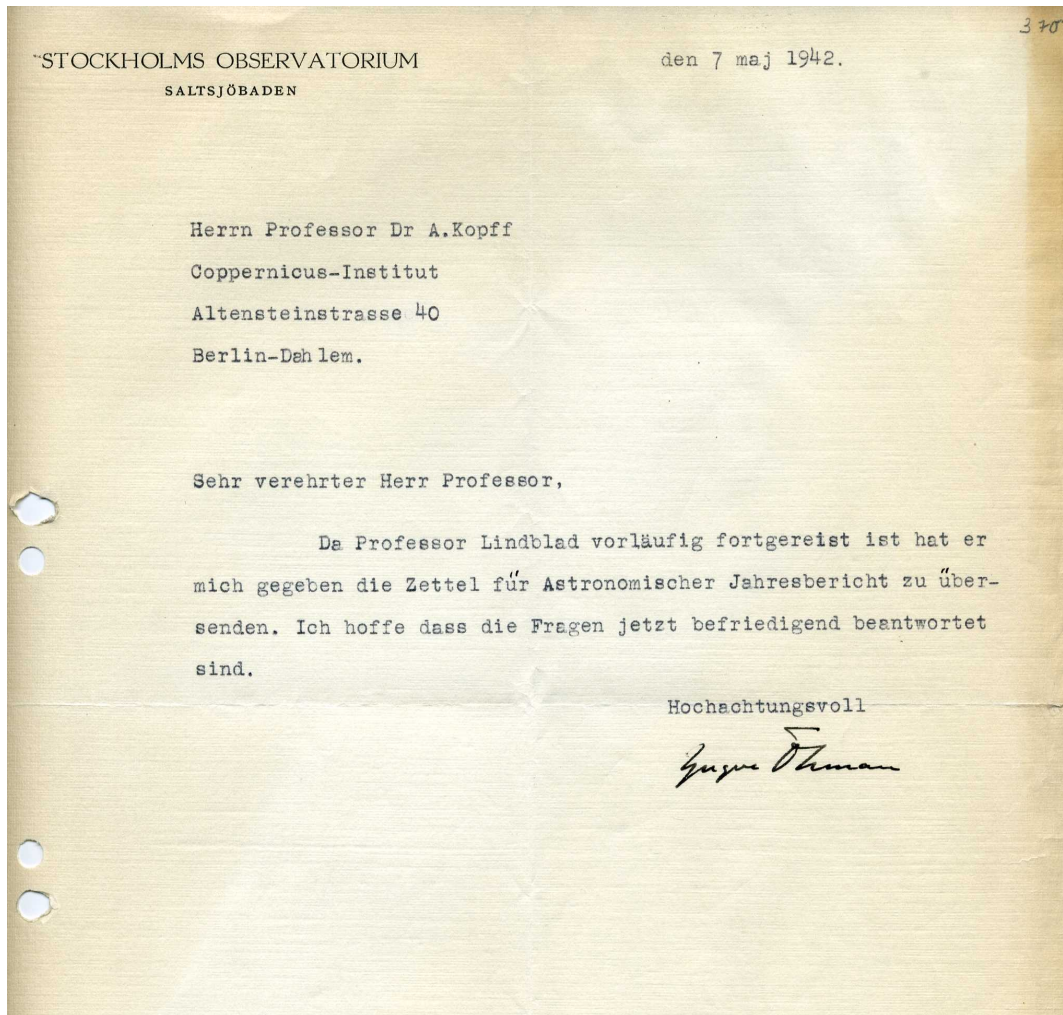 370
STOCKHOLMS OBSERVATORIUM
den 7 maj 1942.
SALTSJÖBADEN
Herrn Professor Dr A.Kopff
Coppernicus-Institut
Altensteinstrasse 40
Berlin-Dahlem.
Sehr verehrter Herr Professor,
Da Professor Lindblad vorläufig fortgereist ist hat er
mich gegeben die Zettel für Astronomischer Jahresbericht zu über-
senden. Ich hoffe dass die Fragen jetzt befriedigend beantwortet
sind.
Hochachtungsvoll
Yngve Öhman